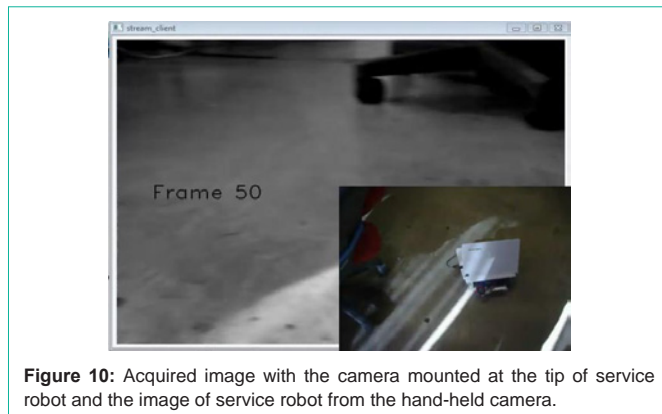 stream_client
Frame 50
Figure 10: Acquired image with the camera mounted at the tip of service
robot and the image of service robot from the hand-held camera.